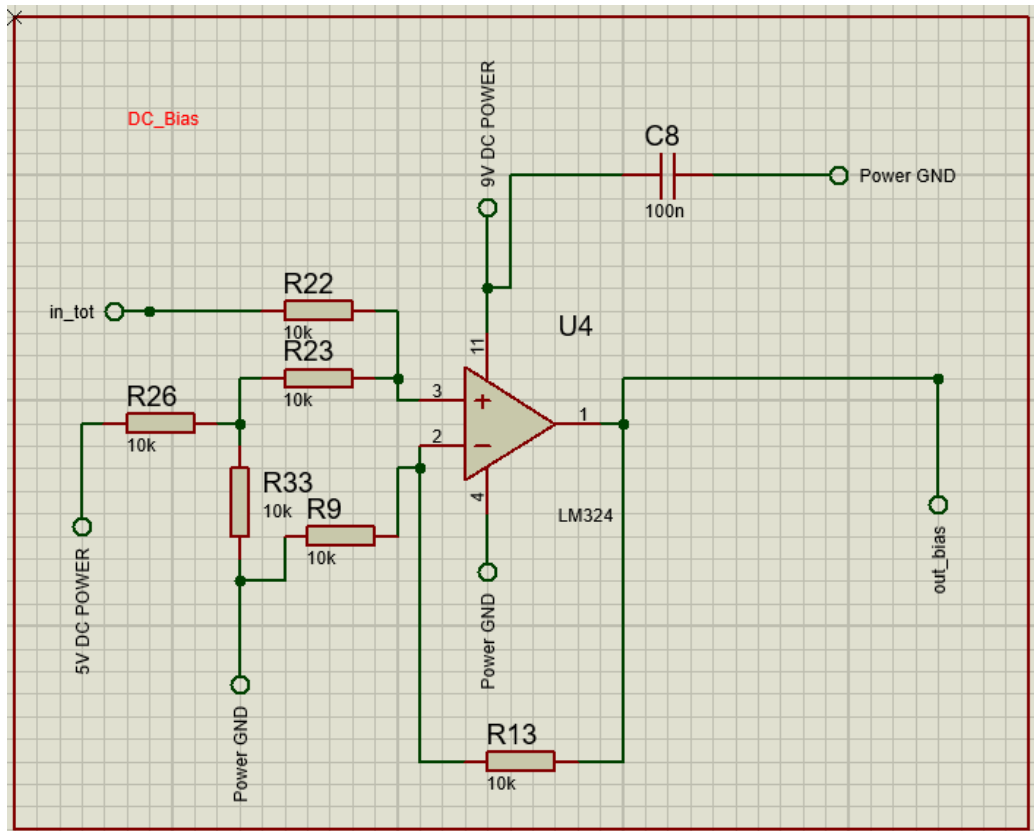 DC_Bias
9V DC POWER
C8
100n
Power GND
in_tot
R22
10k
R23
10k
R26
10k
R33
10k
R9
10k
U4
11
3
2
1
4
LM324
5V DC POWER
Power GND
Power GND
out_bias
R13
10k